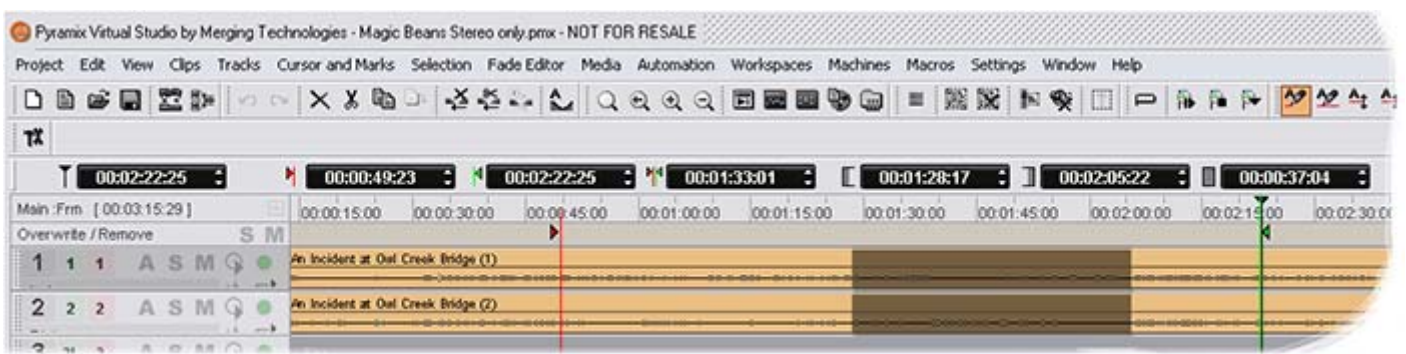 Pyramix Virtual Studio by Merging Technologies - Magic Beans Stereo only.pmx - NOT FOR RESALE
Project Edit View Clips Tracks Cursor and Marks Selection Fade Editor Media Automation Workspaces Machines Macros Settings Window Help
TX
00:02:22:25 00:00:49:23 00:02:22:25 00:01:33:01 00:01:28:17 00:02:05:22 00:00:37:04
Main :Frm [ 00:03:15:29 ] 00:00:15:00 00:00:30:00 00:00:45:00 00:01:00:00 00:01:15:00 00:01:30:00 00:01:45:00 00:02:00:00 00:02:15:00 00:02:30:00
Overwrite / Remove S M
1 1 1 A S M An Incident at Owl Creek Bridge (1)
2 2 2 A S M An Incident at Owl Creek Bridge (2)